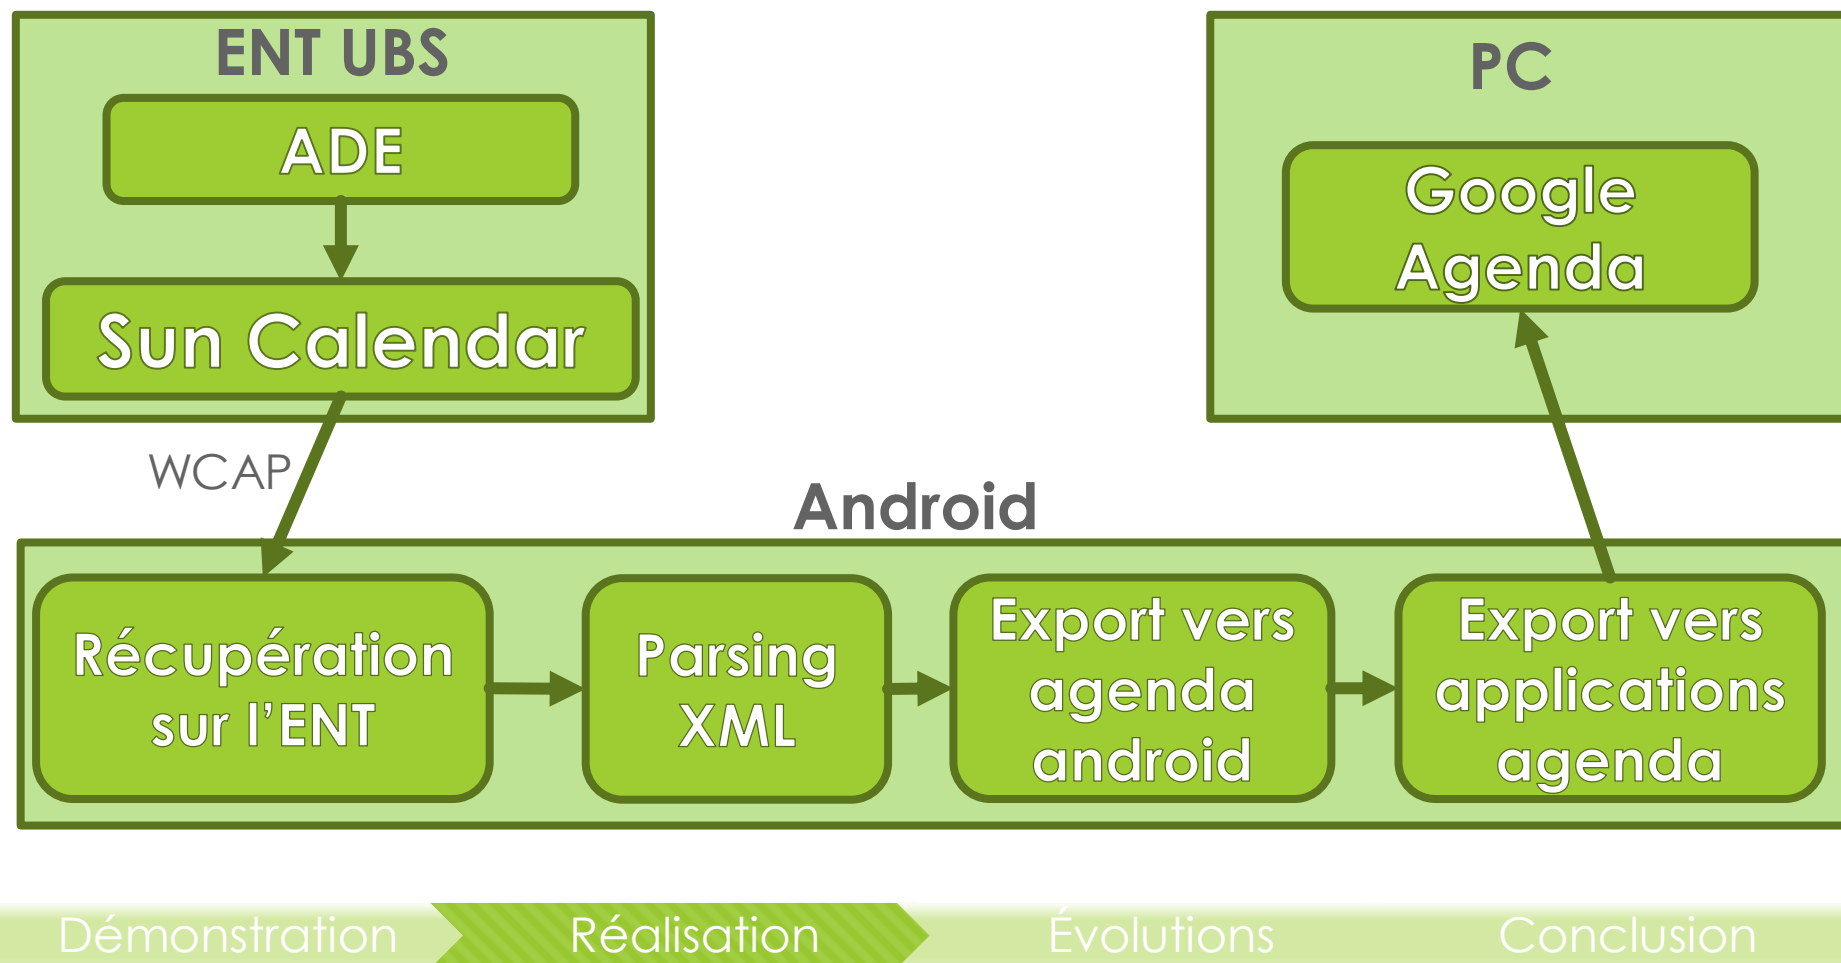 ENT UBS
ADE
Sun Calendar
PC
Google
Agenda
WCAP
Android
Récupération
sur l'ENT
Parsing
XML
Export vers
agenda
android
Export vers
applications
agenda
Démonstration
Réalisation
Évolutions
Conclusion